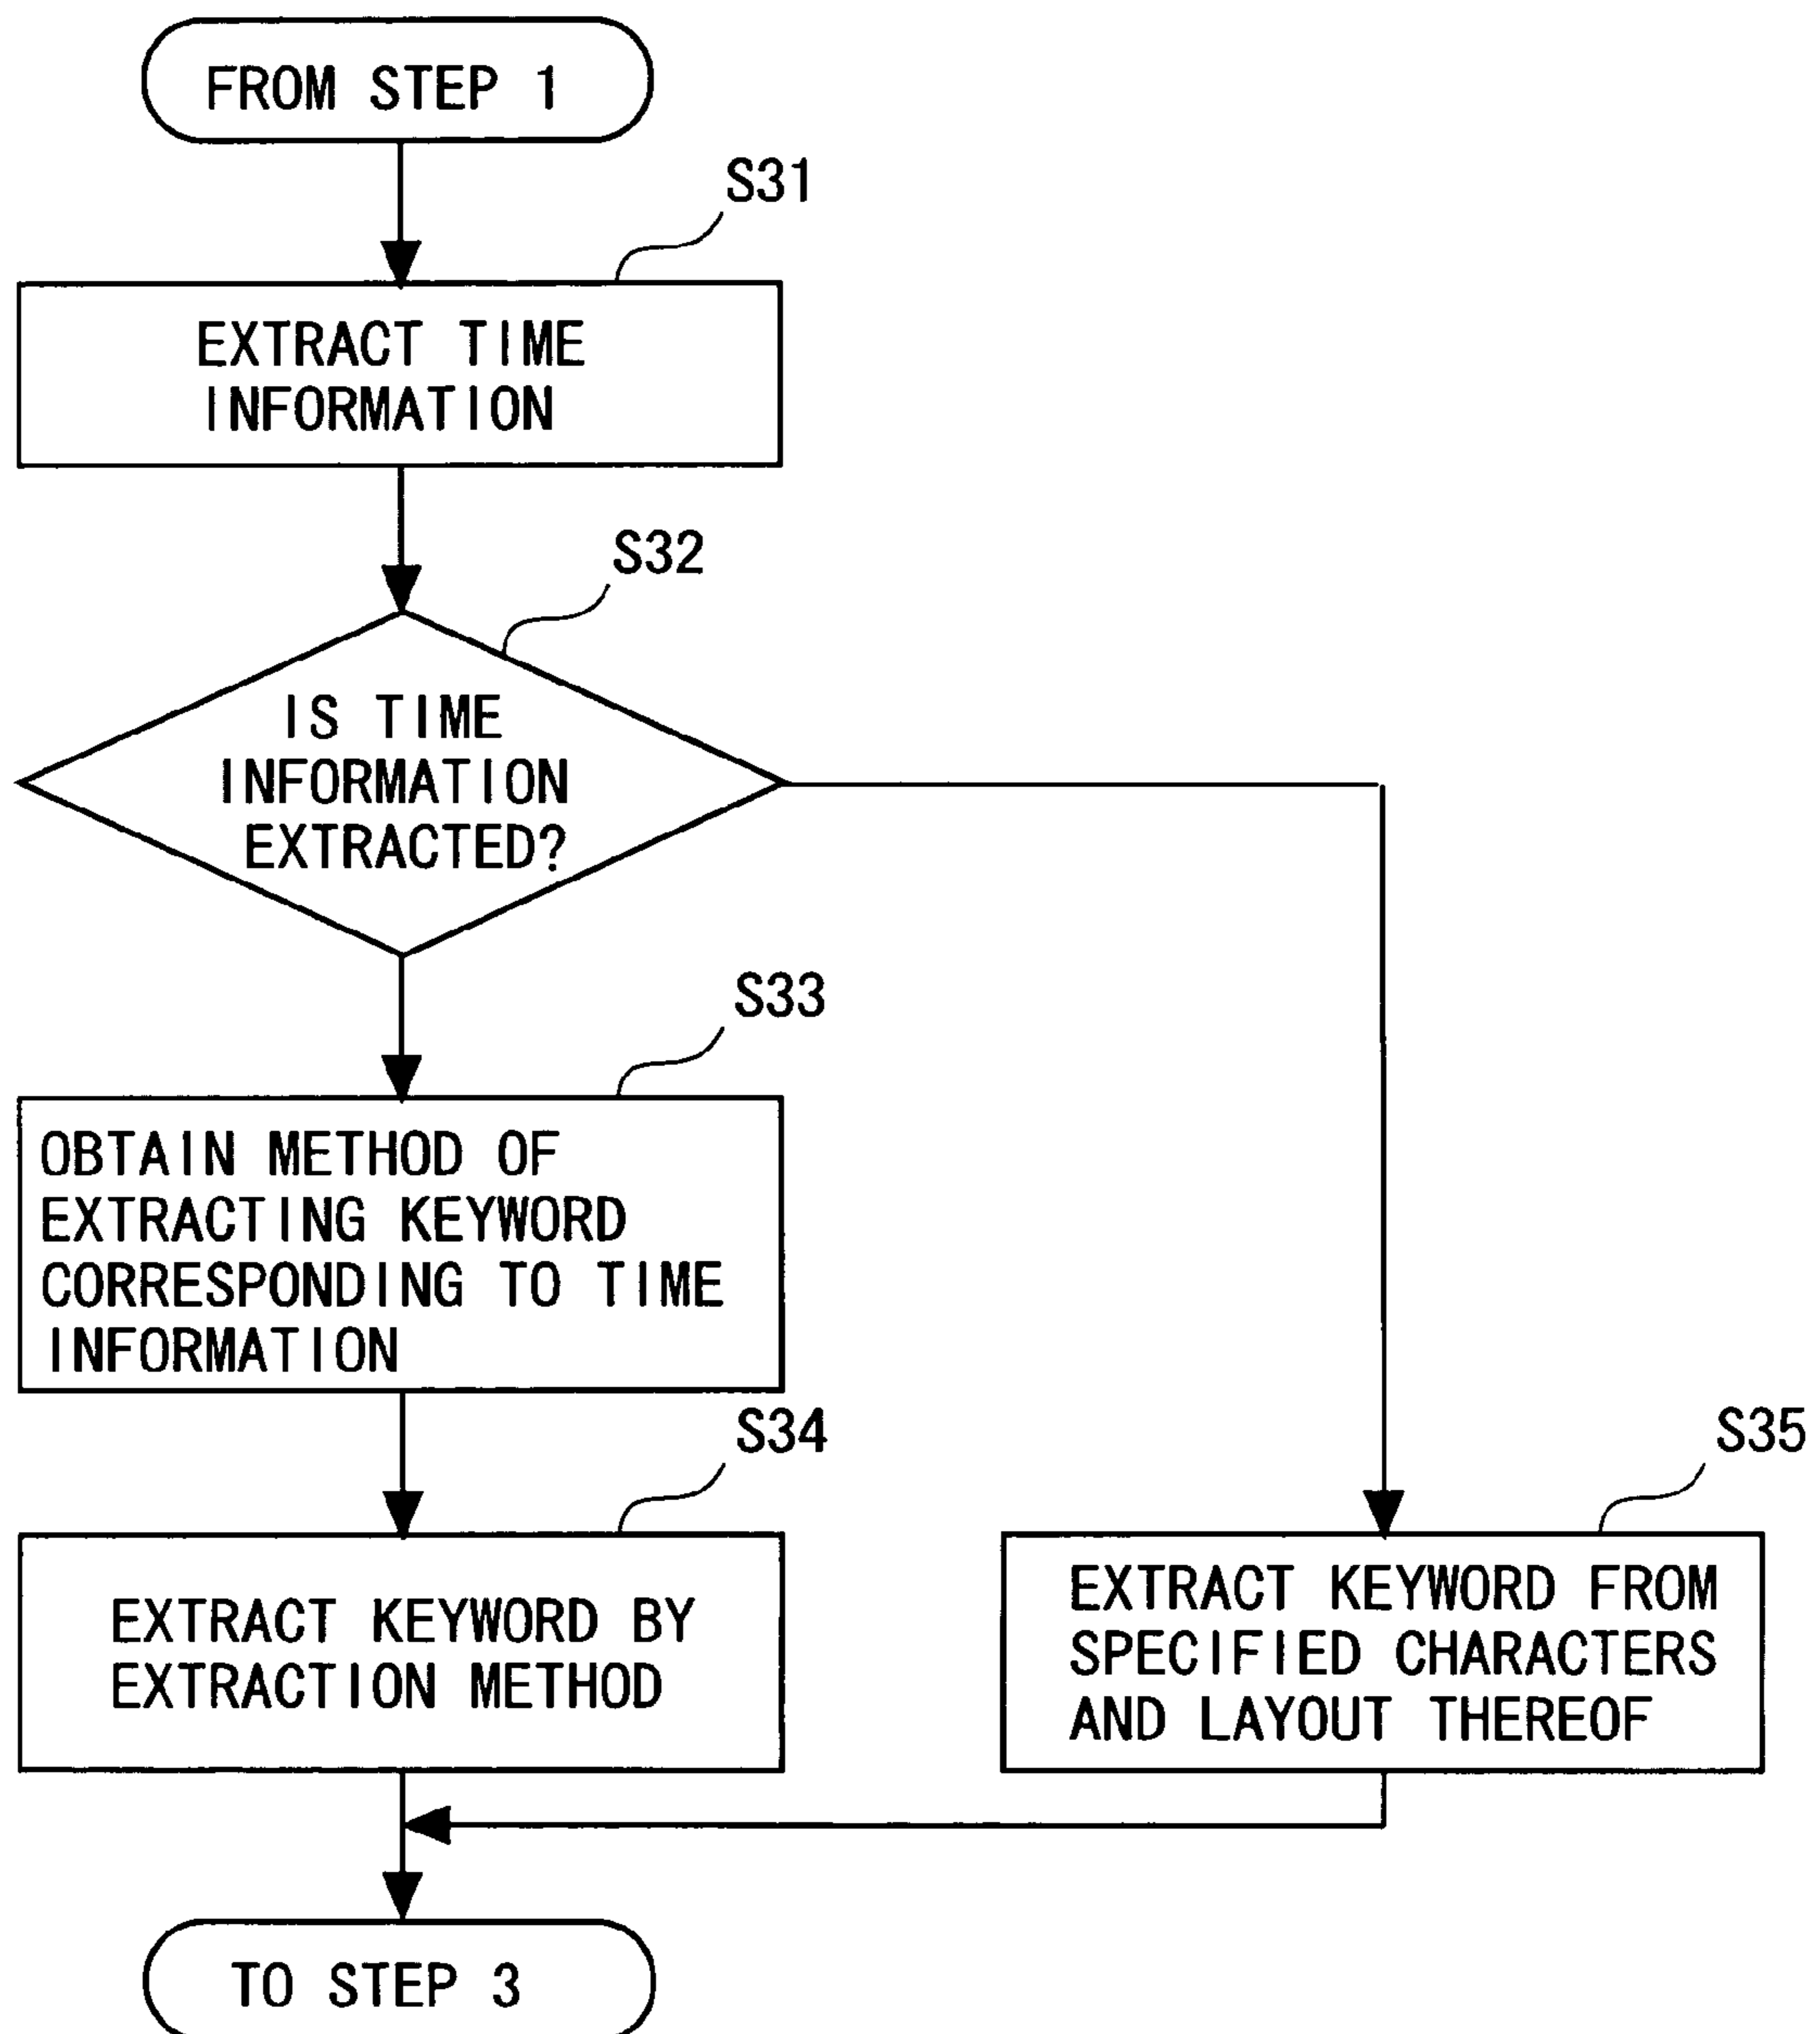 FROM STEP 1
S31
EXTRACT TIME
INFORMATION
S32
IS TIME
INFORMATION
EXTRACTED?
S33
OBTAIN METHOD OF
EXTRACTING KEYWORD
CORRESPONDING TO TIME
INFORMATION
S34
EXTRACT KEYWORD BY
EXTRACTION METHOD
S35
EXTRACT KEYWORD FROM
SPECIFIED CHARACTERS
AND LAYOUT THEREOF
TO STEP 3